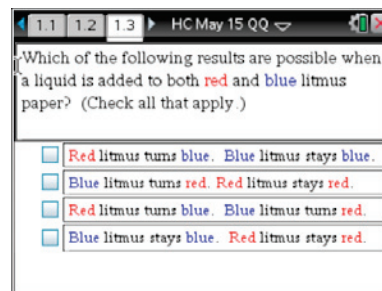 1.1 1.2 1.3 HC May 15 QQ
Which of the following results are possible when
a liquid is added to both red and blue litmus
paper? (Check all that apply.)
Red litmus turns blue. Blue litmus stays blue.
Blue litmus turns red. Red litmus stays red.
Red litmus turns blue. Blue litmus turns red.
Blue litmus stays blue. Red litmus stays red.